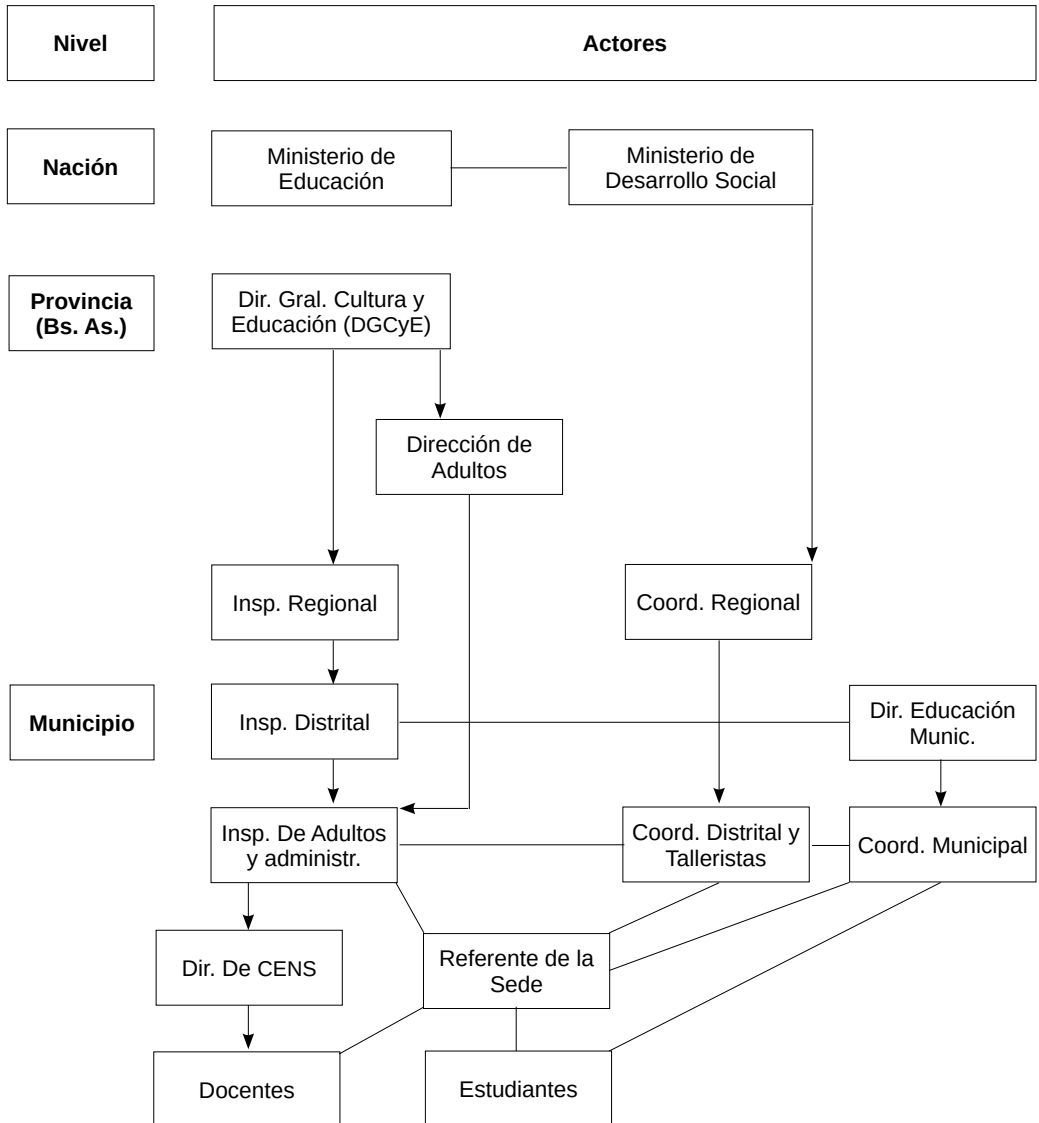 Nivel
Actores
Nación
Ministerio de
Educación
Ministerio de
Desarrollo Social
Provincia
(Bs. As.)
Dir. Gral. Cultura y
Educación (DGCyE)
Dirección de
Adultos
Insp. Regional
Coord. Regional
Municipio
Insp. Distrital
Dir. Educación
Munic.
Insp. De Adultos
y administr.
Coord. Distrital y
Talleristas
Coord. Municipal
Dir. De CENS
Referente de la
Sede
Docentes
Estudiantes